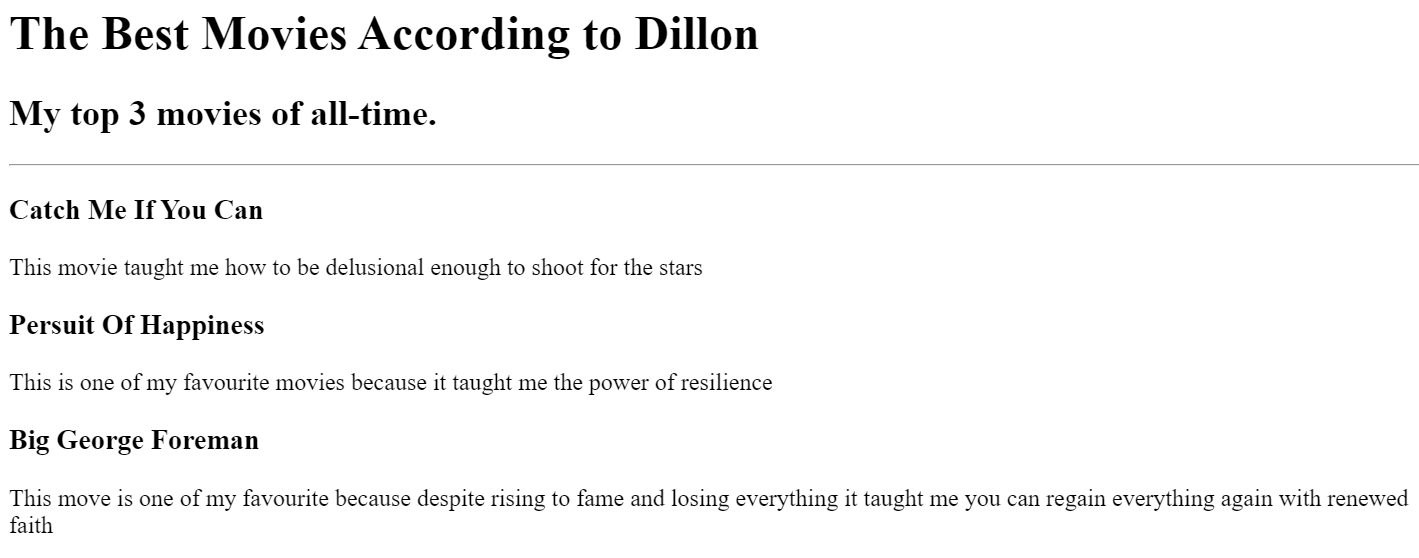 The Best Movies According to Dillon
My top 3 movies of all-time.
Catch Me If You Can
This movie taught me how to be delusional enough to shoot for the stars
Persuit Of Happiness
This is one of my favourite movies because it taught me the power of resilience
Big George Foreman
This move is one of my favourite because despite rising to fame and losing everything it taught me you can regain everything again with renewed
faith